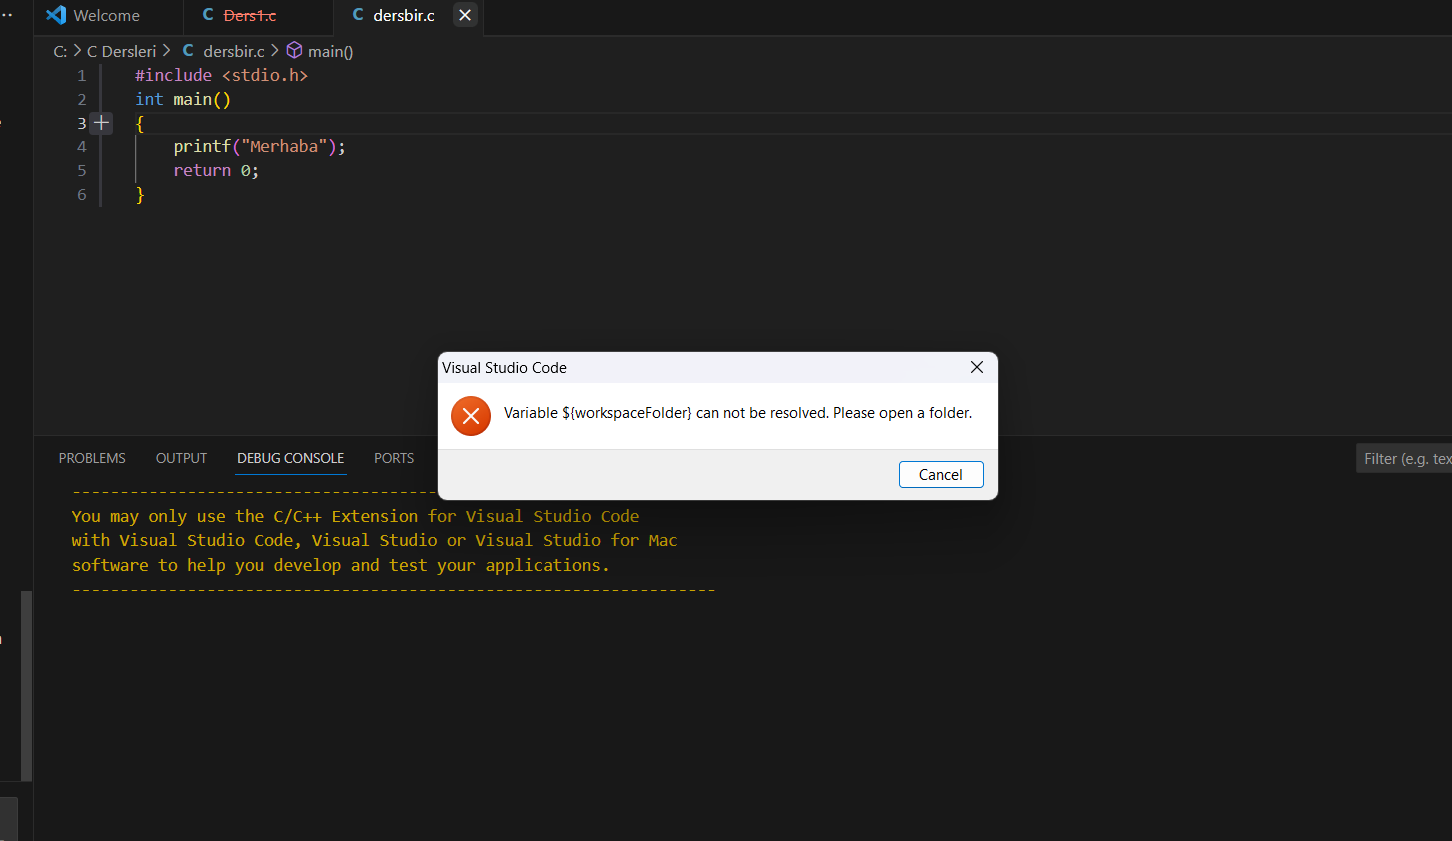 Welcome
C Ders1.c
C dersbir.c
C: > C Dersleri > C dersbir.c > main()
1 #include <stdio.h>
2 int main()
3 {
4 printf("Merhaba");
5 return 0;
6 }
Visual Studio Code
Variable ${workspaceFolder} can not be resolved. Please open a folder.
Cancel
PROBLEMS OUTPUT DEBUG CONSOLE PORTS
Filter (e.g.
--------------------------------------
You may only use the C/C++ Extension for Visual Studio Code
with Visual Studio Code, Visual Studio or Visual Studio for Mac
software to help you develop and test your applications.
-------------------------------------------------------------------